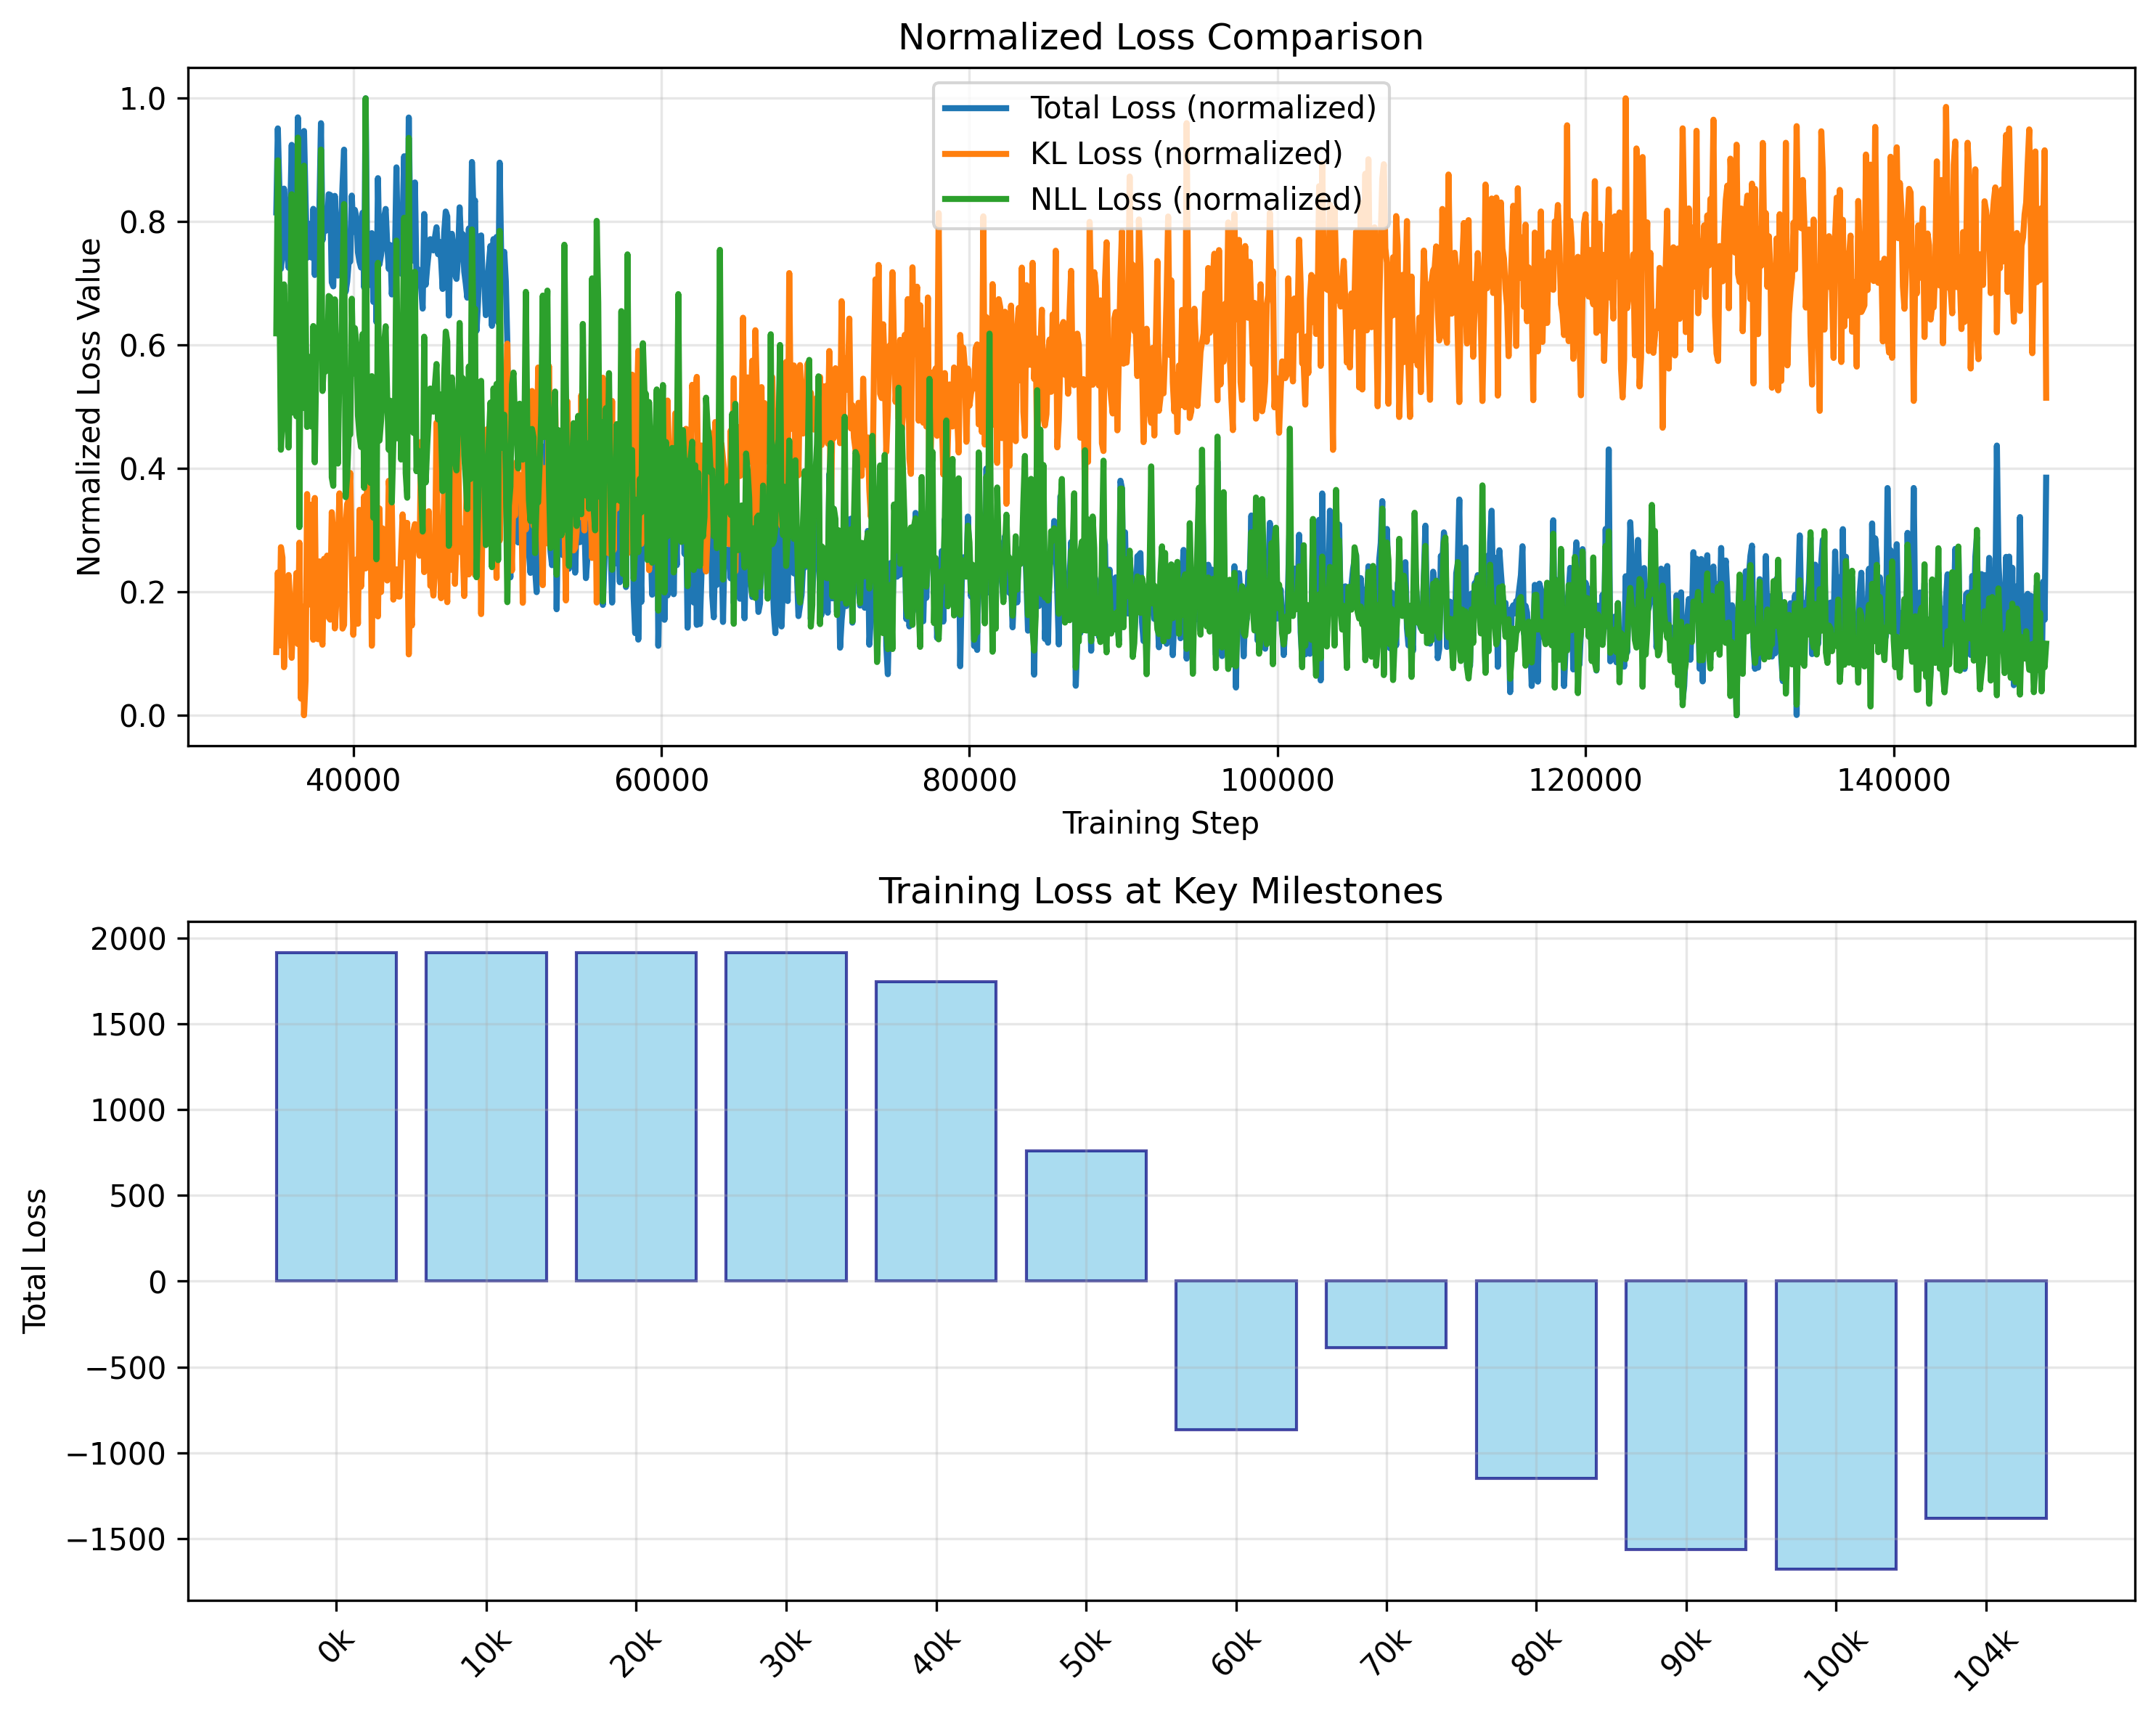 Normalized Loss Comparison
Total Loss (normalized)
KL Loss (normalized)
NLL Loss (normalized)
Normalized Loss Value
1.0
0.8
0.6
0.4
0.2
0.0
40000 60000 80000 100000 120000 140000
Training Step
Training Loss at Key Milestones
Total Loss
2000
1500
1000
500
0
−500
−1000
−1500
0k 10k 20k 30k 40k 50k 60k 70k 80k 90k 100k 104k